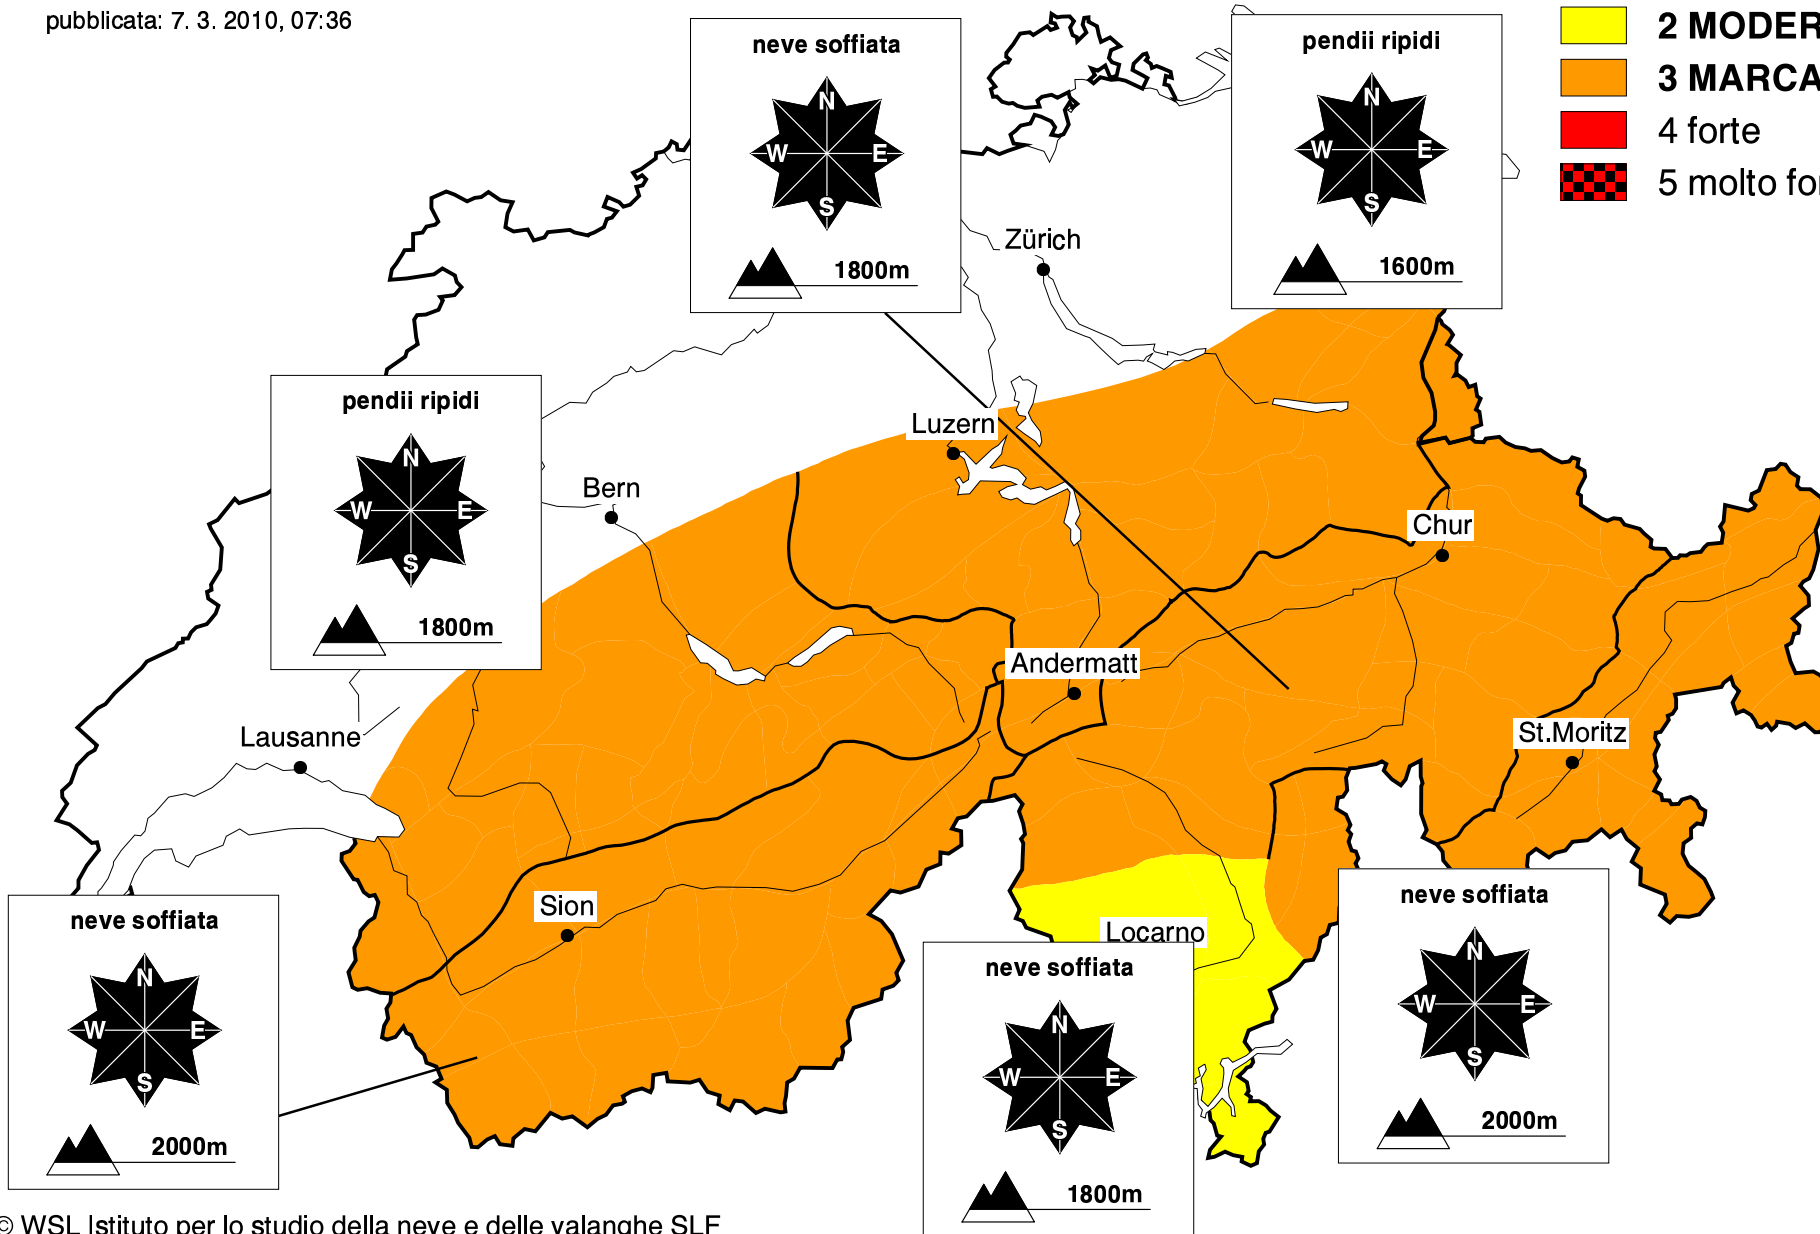 pubblicata: 7. 3. 2010, 07:36
2 MODER
3 MARCA
4 forte
5 molto for
neve soffiata
N
W E
S
1800m
pendii ripidi
N
W E
S
1600m
Zürich
pendii ripidi
N
W E
S
1800m
Luzern
Bern
Chur
Andermatt
Lausanne
St.Moritz
Sion
Locarno
neve soffiata
N
W E
S
2000m
neve soffiata
N
W E
S
1800m
neve soffiata
N
W E
S
2000m
© WSL Istituto per lo studio della neve e delle valanghe SLF